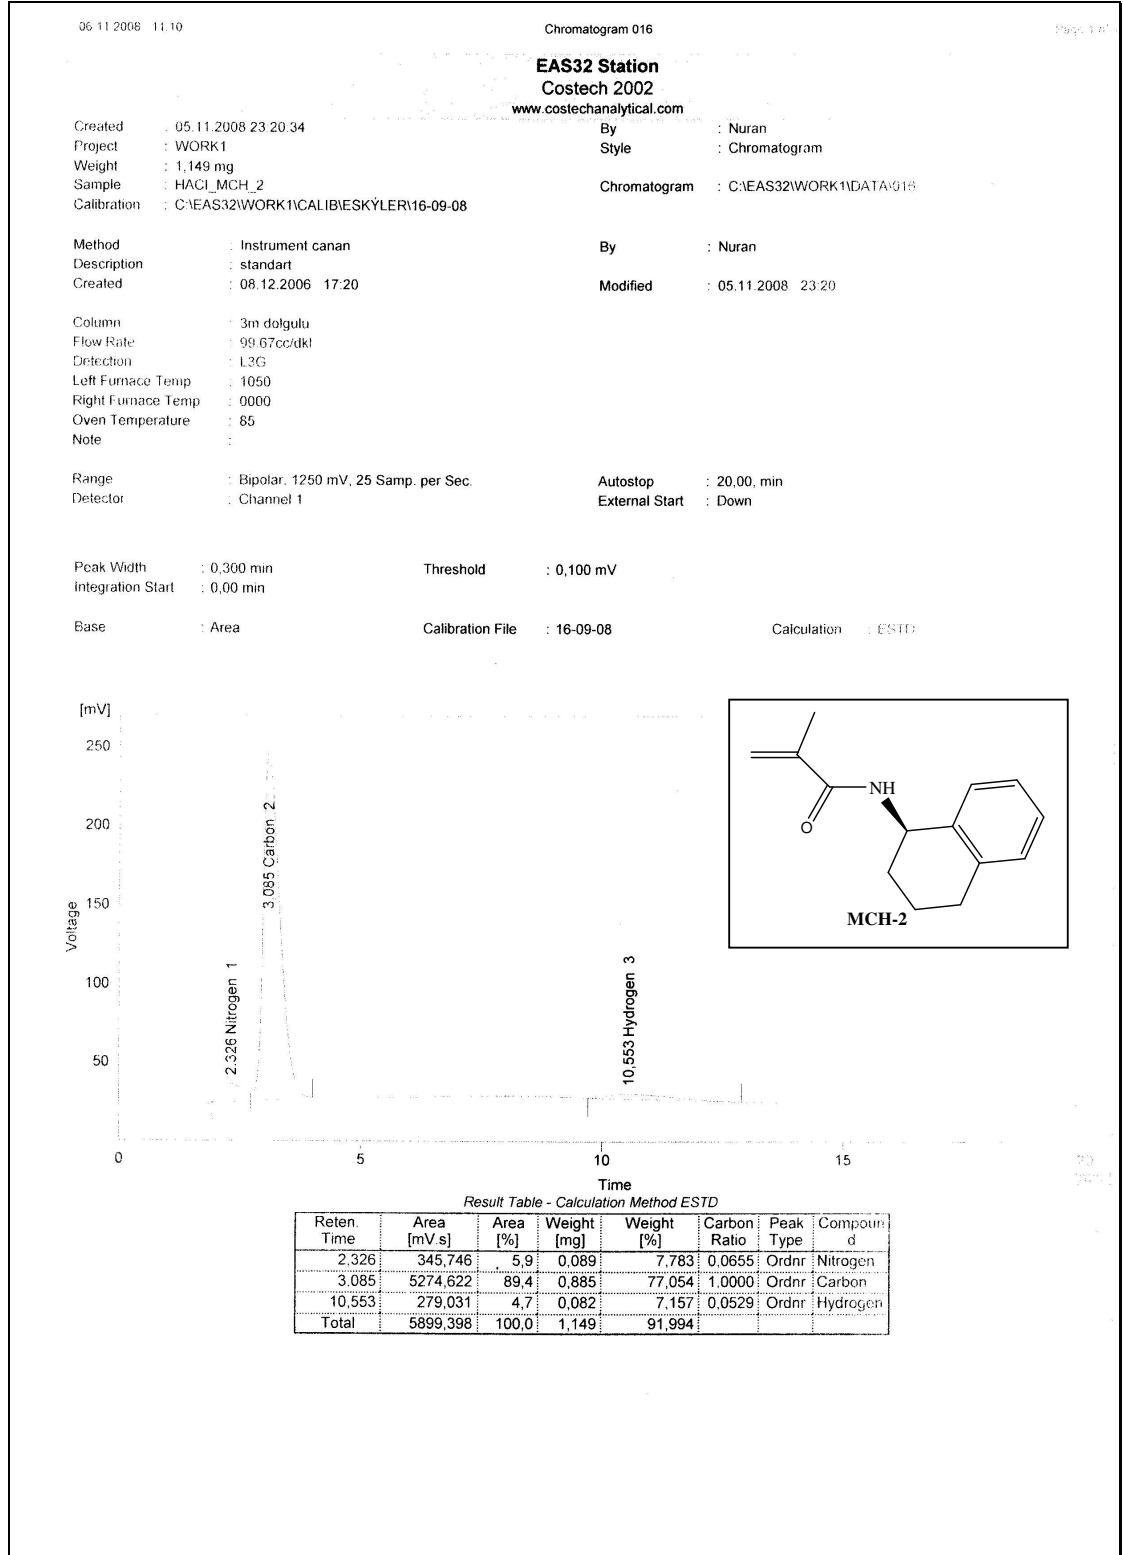 06 11 2008 11.10
Chromatogram 016
EAS32 Station
Costech 2002
www.costechanalytical.com
Created : 05.11.2008 23:20:34 By : Nuran
Project : WORK1 Style : Chromatogram
Weight : 1,149 mg
Sample : HACI_MCH_2 Chromatogram : C:\EAS32\WORK1\DATA\016
Calibration : C:\EAS32\WORK1\CALIB\ESKÝLER\16-09-08
Method : Instrument canan By : Nuran
Description : standart
Created : 08.12.2006 17:20 Modified : 05.11.2008 23:20
Column : 3m dolgulu
Flow Rate : 99.67cc/dkl
Detection : L3G
Left Furnace Temp : 1050
Right Furnace Temp : 0000
Oven Temperature : 85
Note :
Range : Bipolar, 1250 mV, 25 Samp. per Sec. Autostop : 20,00, min
Detector : Channel 1 External Start : Down
Peak Width : 0,300 min Threshold : 0,100 mV
Integration Start : 0,00 min
Base : Area Calibration File : 16-09-08 Calculation : ESTD
[mV]
250
200
150
100
50
Voltage
2.326 Nitrogen 1
3,085 Carbon 2
10,553 Hydrogen 3
NH
O
MCH-2
0 5 10 15 20
Time
Result Table - Calculation Method ESTD
Reten. Time Area [mV.s] Area [%] Weight [mg] Weight [%] Carbon Ratio Peak Type Compound
2,326 345,746 5,9 0,089 7,783 0,0655 Ordnr Nitrogen
3,085 5274,622 89,4 0,885 77,054 1,0000 Ordnr Carbon
10,553 279,031 4,7 0,082 7,157 0,0529 Ordnr Hydrogen
Total 5899,398 100,0 1,149 91,994